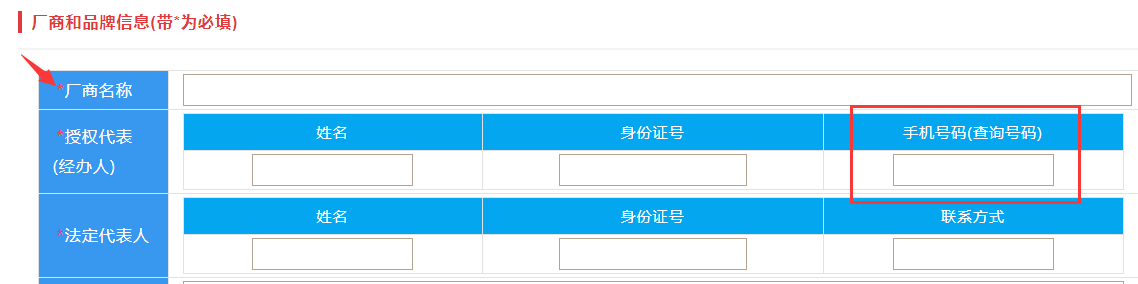 厂商和品牌信息(带*为必填)
*厂商名称
*授权代表
(经办人)
姓名 身份证号 手机号码(查询号码)
*法定代表人
姓名 身份证号 联系方式